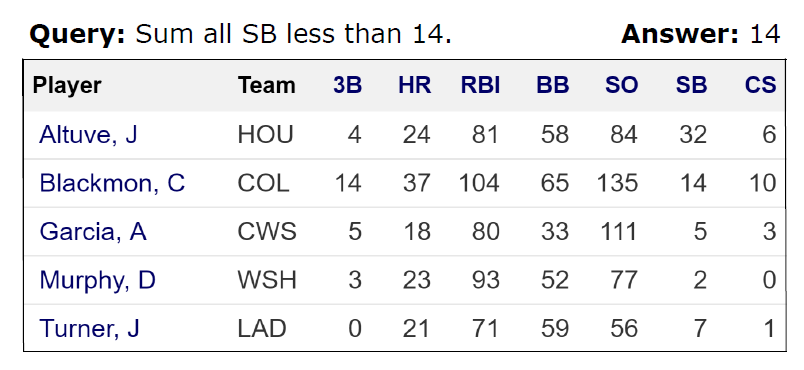 Query: Sum all SB less than 14. Answer: 14
Player Team 3B HR RBI BB SO SB CS
Altuve, J HOU 4 24 81 58 84 32 6
Blackmon, C COL 14 37 104 65 135 14 10
Garcia, A CWS 5 18 80 33 111 5 3
Murphy, D WSH 3 23 93 52 77 2 0
Turner, J LAD 0 21 71 59 56 7 1